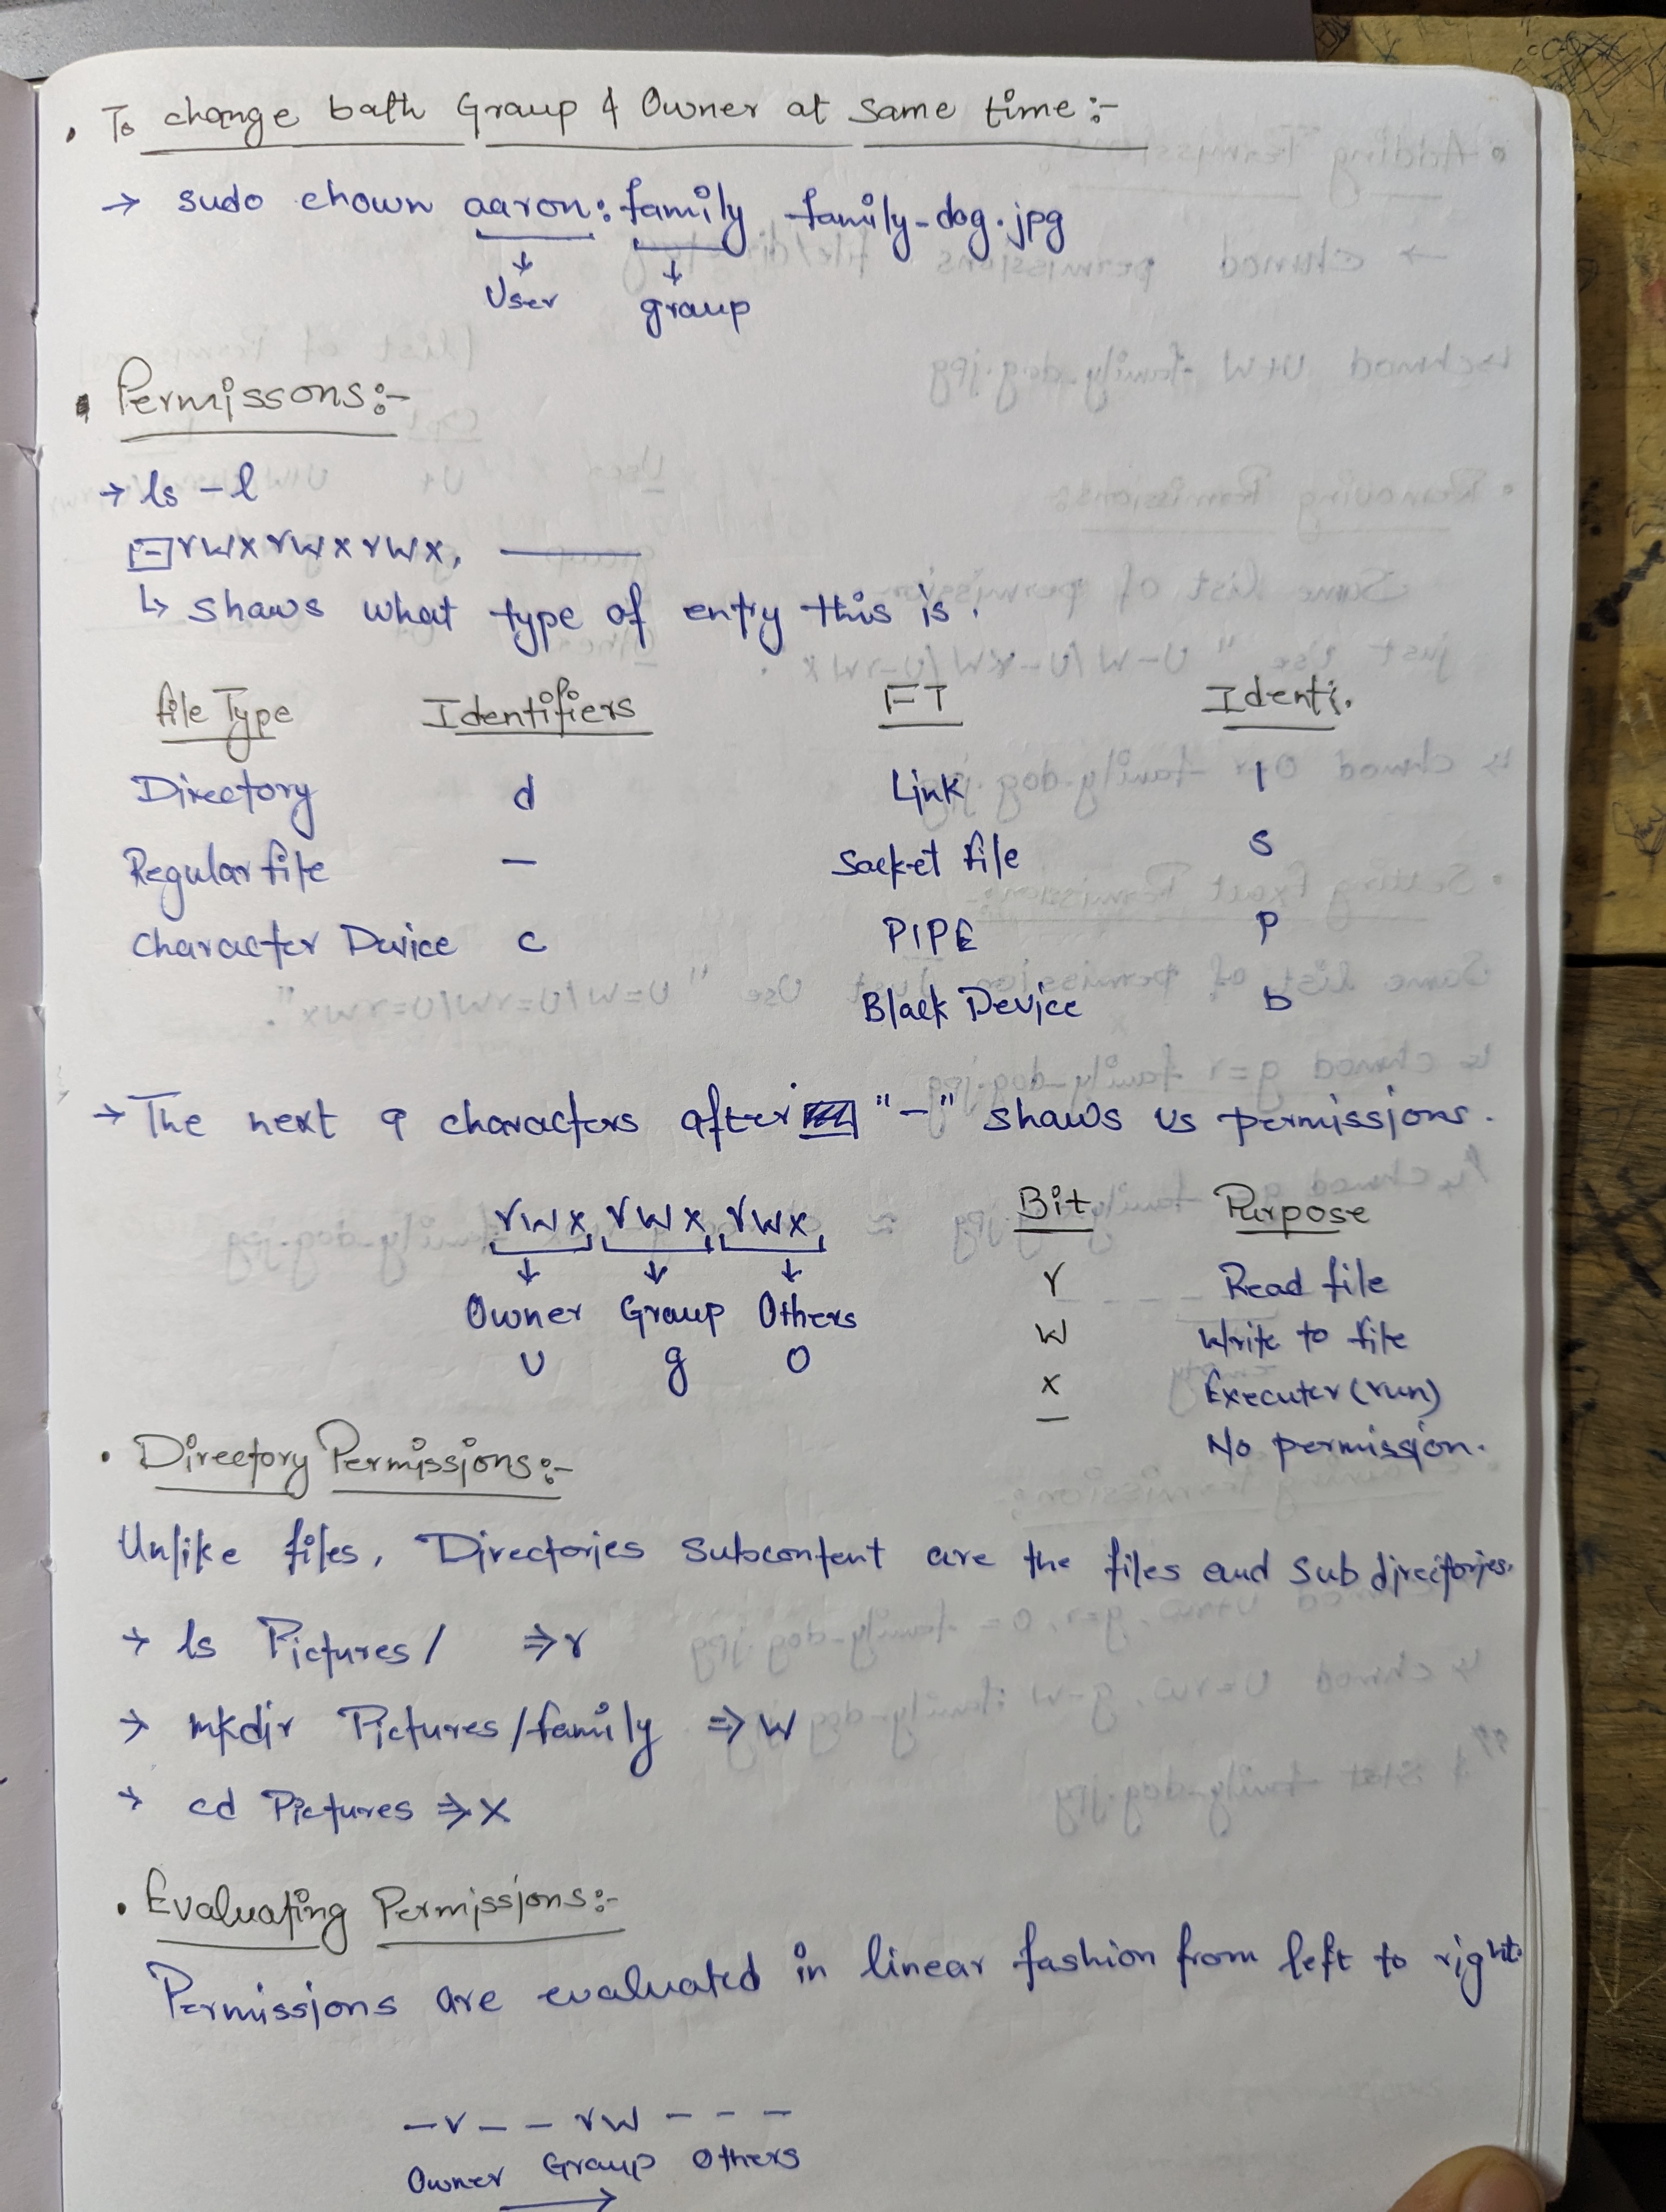 • To change both Group & Owner at same time:-
→ sudo chown aaron:family family-dog.jpg
↓ ↓
User group
• Permissons:-
→ ls -l
-rwxrwxrwx.
↳ shows what type of entry this is.
file Type Identifiers FT Identi.
Directory d Link l
Regular file — Socket file s
Character Device c PIPE p
Block Device b
→ The next 9 characters after "-" shows us permissions.
rwx rwx rwx Bit Purpose
↓ ↓ ↓ r Read file
Owner Group Others w Write to file
u g o x Executer (run)
— No permission.
• Directory Permissions:-
Unlike files, Directories subcontent are the files and subdirectories.
→ ls Pictures/ ⇒ r
→ mkdir Pictures/family ⇒ w
→ cd Pictures ⇒ x
• Evaluating Permissions:-
Permissions are evaluated in linear fashion from left to right.
— r — — r w — — —
Owner Group Others
→